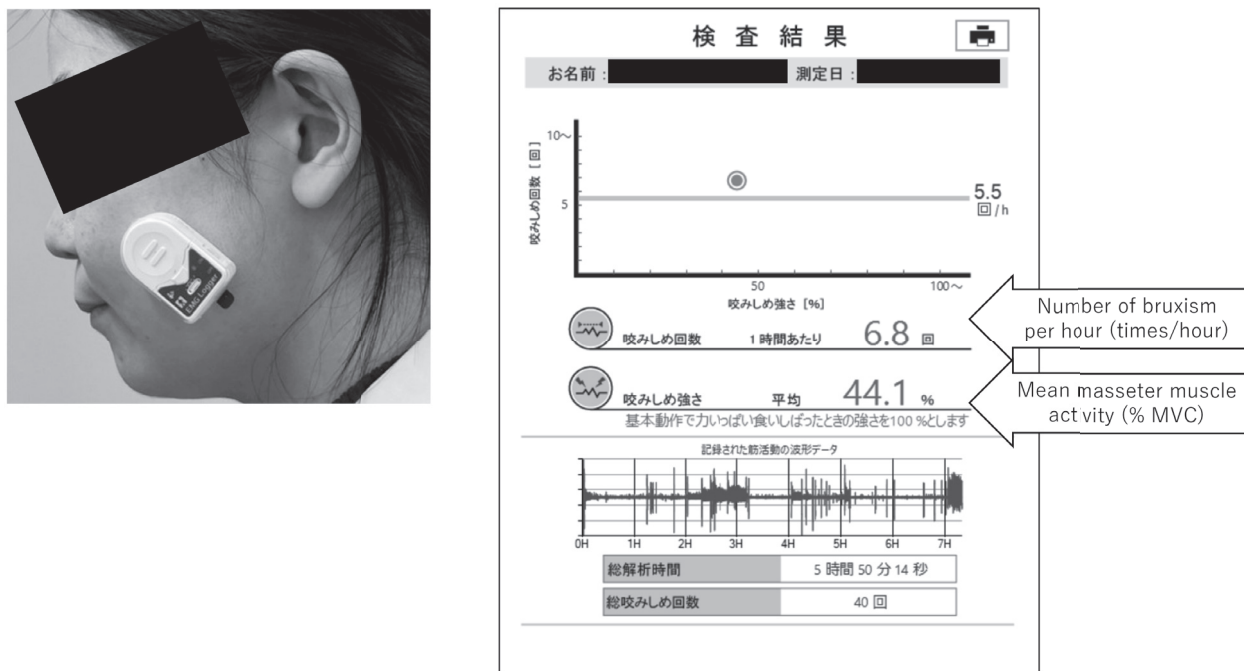 EMG Logger
検査結果
お名前：
測定日：
咬みしめ回数 [回]
10～
5
5.5
回/h
50
100～
咬みしめ強さ [%]
咬みしめ回数 1時間あたり 6.8 回
咬みしめ強さ 平均 44.1 %
基本動作で力いっぱい食いしばったときの強さを100 %とします
記録された筋活動の波形データ
0H 1H 2H 3H 4H 5H 6H 7H
総解析時間 5 時間 50 分 14 秒
総咬みしめ回数 40 回
Number of bruxism
per hour (times/hour)
Mean masseter muscle
activity (% MVC)